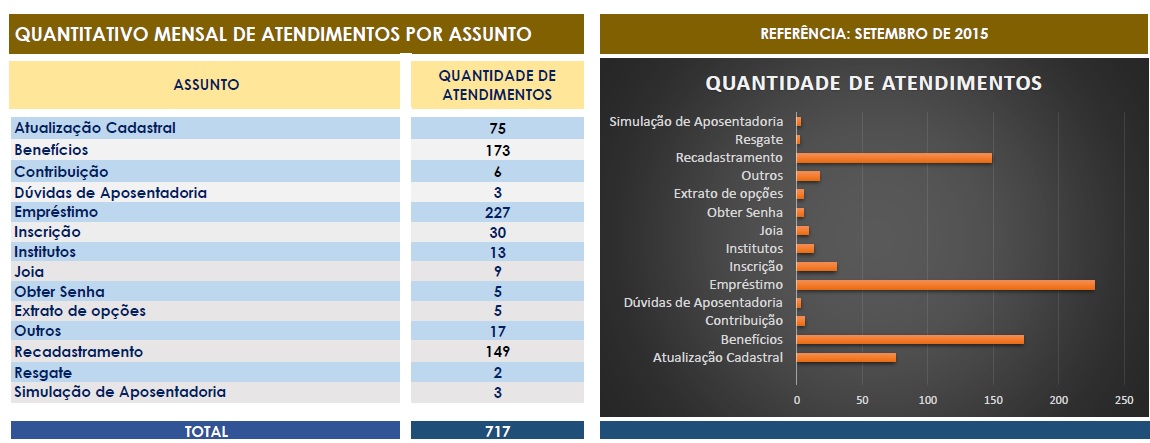 QUANTITATIVO MENSAL DE ATENDIMENTOS POR ASSUNTO
ASSUNTO
QUANTIDADE DE
ATENDIMENTOS
Atualização Cadastral 75
Benefícios 173
Contribuição 6
Dúvidas de Aposentadoria 3
Empréstimo 227
Inscrição 30
Institutos 13
Joia 9
Obter Senha 5
Extrato de opções 5
Outros 17
Recadastramento 149
Resgate 2
Simulação de Aposentadoria 3
TOTAL 717
REFERÊNCIA: SETEMBRO DE 2015
QUANTIDADE DE ATENDIMENTOS
Simulação de Aposentadoria
Resgate
Recadastramento
Outros
Extrato de opções
Obter Senha
Joia
Institutos
Inscrição
Empréstimo
Dúvidas de Aposentadoria
Contribuição
Benefícios
Atualização Cadastral
0 50 100 150 200 250